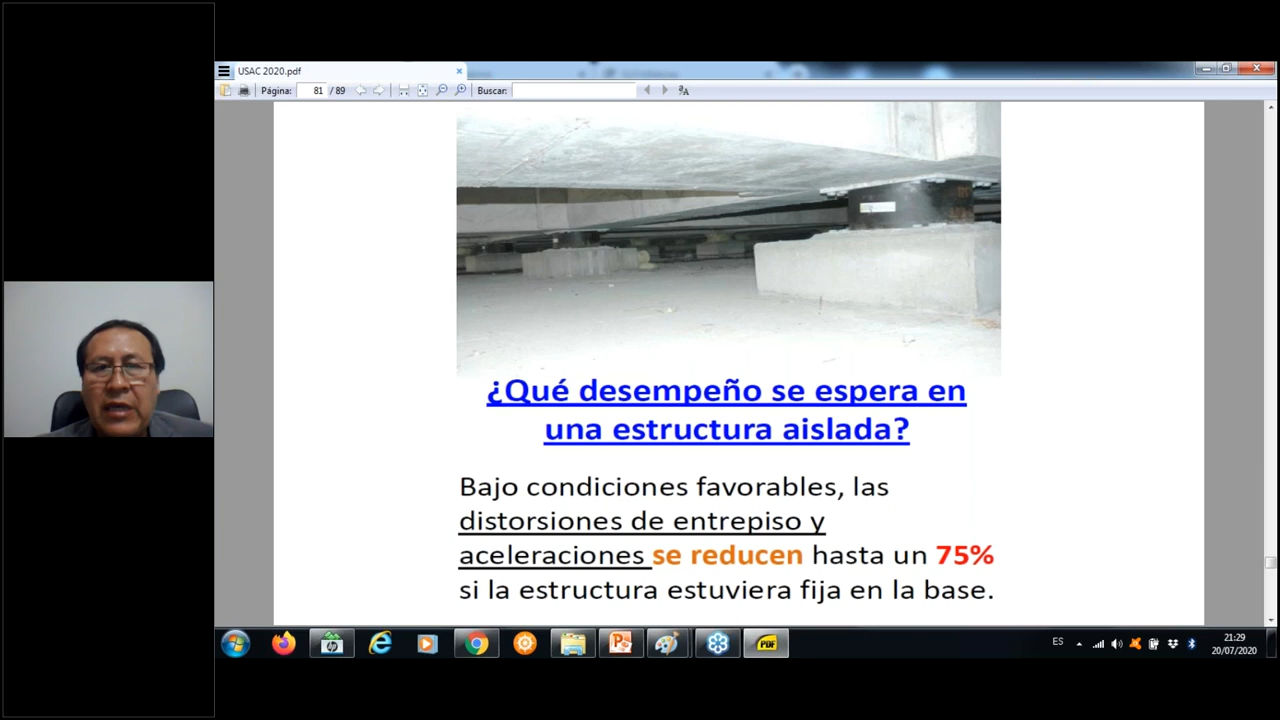 USAC 2020.pdf
Página: 81 / 89 Buscar:
¿Qué desempeño se espera en
una estructura aislada?
Bajo condiciones favorables, las
distorsiones de entrepiso y
aceleraciones se reducen hasta un 75%
si la estructura estuviera fija en la base.
ES
21:29
20/07/2020